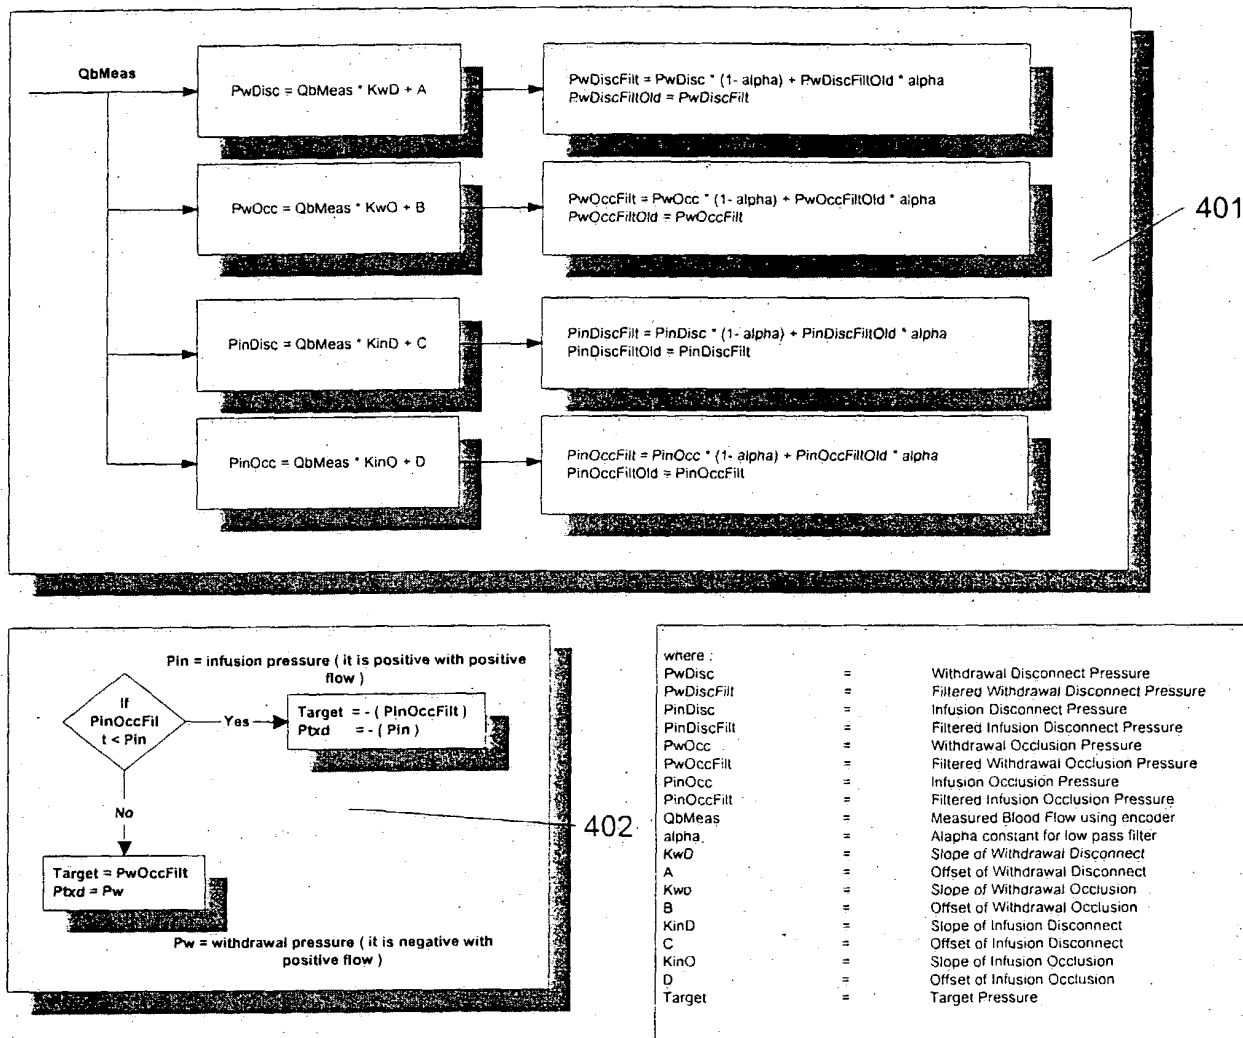 QbMeas
PwDisc = QbMeas * KwD + A
PwDiscFilt = PwDisc * (1- alpha) + PwDiscFiltOld * alpha
PwDiscFiltOld = PwDiscFilt
PwOcc = QbMeas * KwO + B
PwOccFilt = PwOcc * (1- alpha) + PwOccFiltOld * alpha
PwOccFiltOld = PwOccFilt
401
PinDisc = QbMeas * KinD + C
PinDiscFilt = PinDisc * (1- alpha) + PinDiscFiltOld * alpha
PinDiscFiltOld = PinDiscFilt
PinOcc = QbMeas * KinO + D
PinOccFilt = PinOcc * (1- alpha) + PinOccFiltOld * alpha
PinOccFiltOld = PinOccFilt
Pin = infusion pressure ( it is positive with positive
flow )
If
PinOccFil
t < Pin
Yes
Target = - ( PinOccFilt )
Ptxd = - ( Pin )
No
402
Target = PwOccFilt
Ptxd = Pw
Pw = withdrawal pressure ( it is negative with
positive flow )
where :
PwDisc = Withdrawal Disconnect Pressure
PwDiscFilt = Filtered Withdrawal Disconnect Pressure
PinDisc = Infusion Disconnect Pressure
PinDiscFilt = Filtered Infusion Disconnect Pressure
PwOcc = Withdrawal Occlusion Pressure
PwOccFilt = Filtered Withdrawal Occlusion Pressure
PinOcc = Infusion Occlusion Pressure
PinOccFilt = Filtered Infusion Occlusion Pressure
QbMeas = Measured Blood Flow using encoder
alpha = Alapha constant for low pass filter
KwD = Slope of Withdrawal Disconnect
A = Offset of Withdrawal Disconnect
Kwo = Slope of Withdrawal Occlusion
B = Offset of Withdrawal Occlusion
KinD = Slope of Infusion Disconnect
C = Offset of Infusion Disconnect
KinO = Slope of Infusion Occlusion
D = Offset of Infusion Occlusion
Target = Target Pressure